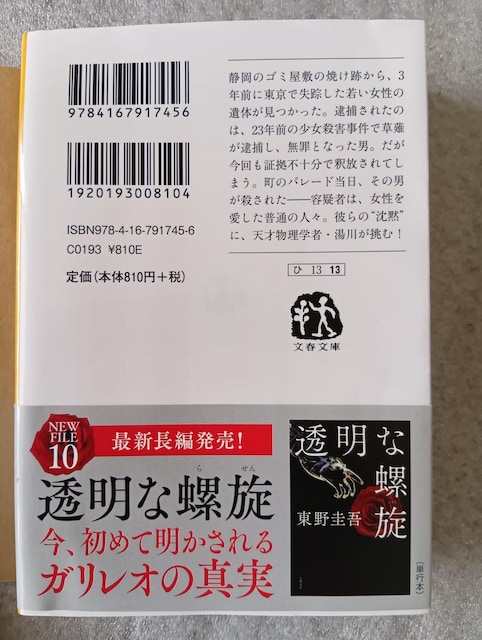 9784167917456
1920193008104
ISBN978-4-16-791745-6
C0193 ¥810E
定価(本体810円+税)
静岡のゴミ屋敷の焼け跡から、3
年前に東京で失踪した若い女性の
遺体が見つかった。逮捕されたの
は、23年前の少女殺害事件で草薙
が逮捕し、無罪となった男。だが
今回も証拠不十分で釈放されてし
まう。町のパレード当日、その男
が殺された――容疑者は、女性を
愛した普通の人々。彼らの“沈黙”
に、天才物理学者・湯川が挑む!
ひ 13 13
文春文庫
NEW
FILE
10
最新長編発売!
ら せん
透明な螺旋
今、初めて明かされる
ガリレオの真実
透明な
螺旋
東野圭吾
(単行本)